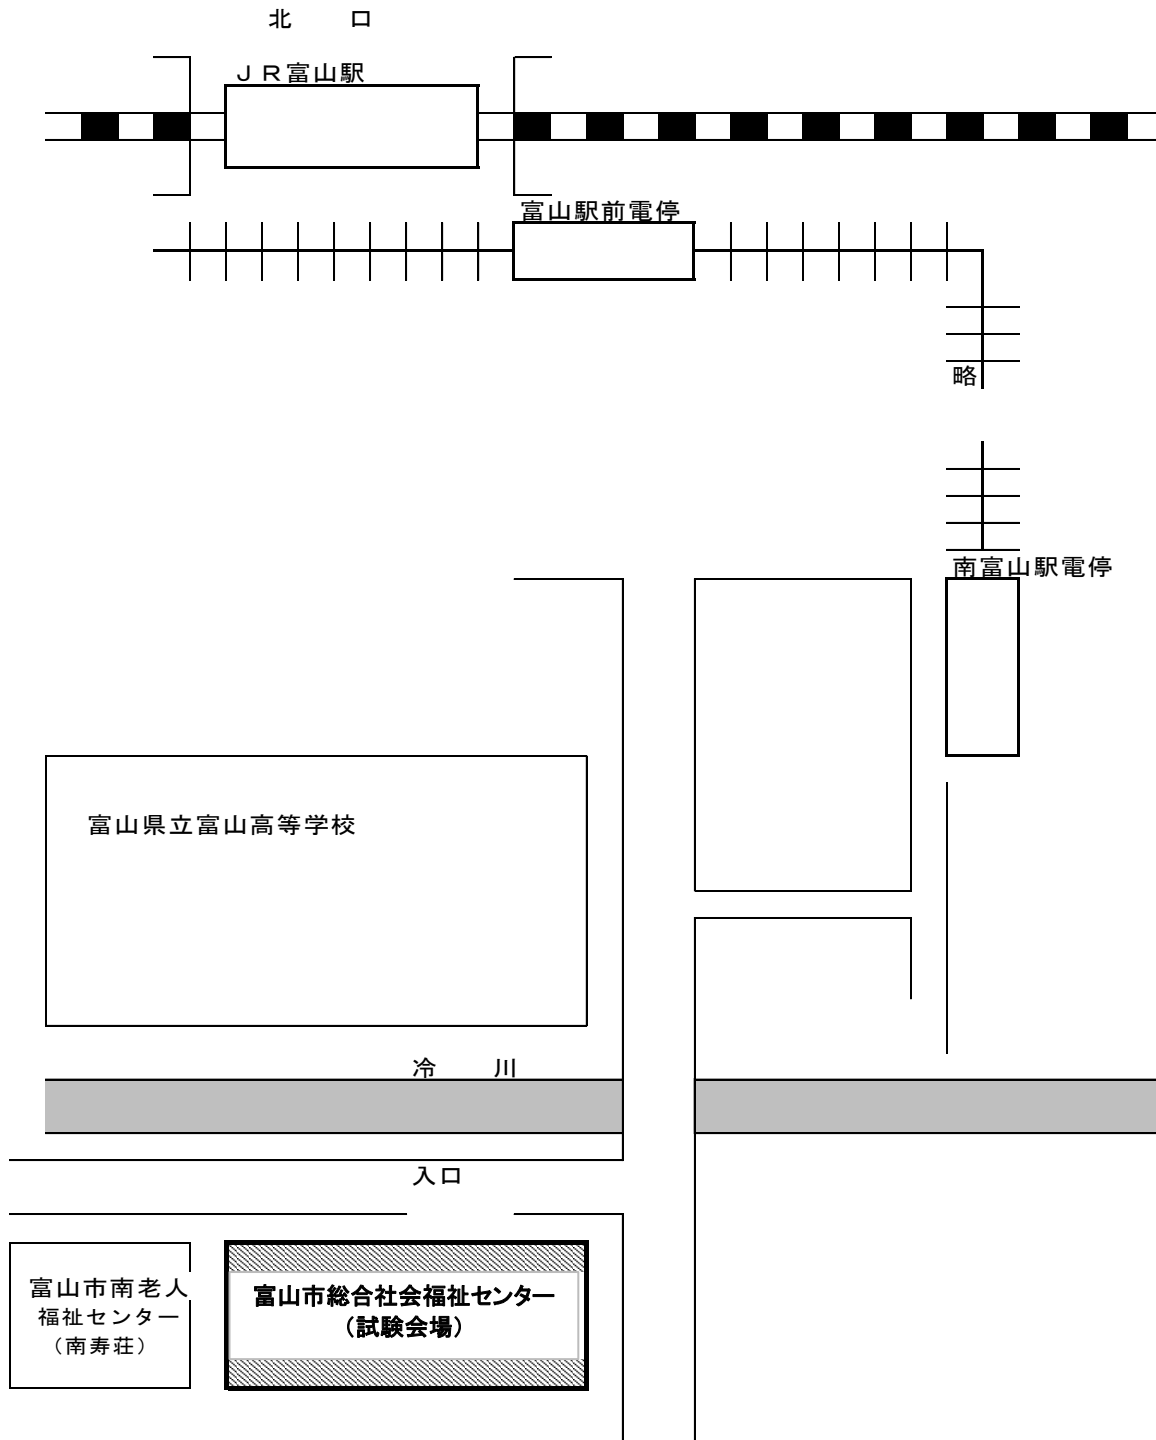 北　口
ＪＲ富山駅
富山駅前電停
略
南富山駅電停
富山県立富山高等学校
冷　川
入口
富山市南老人
福祉センター
（南寿荘）
富山市総合社会福祉センター
（試験会場）